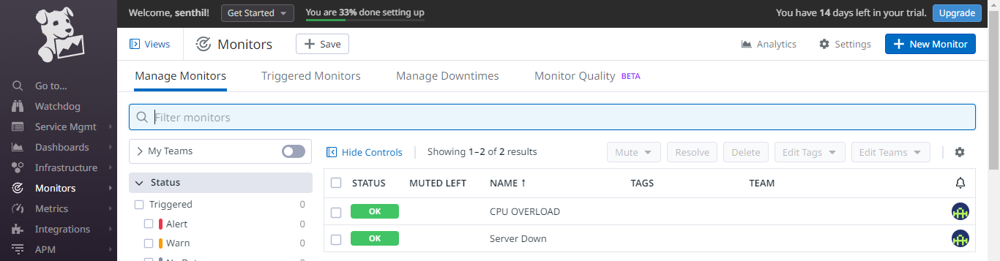 Welcome, senthil!
Get Started
You are 33% done setting up
You have 14 days left in your trial.
Upgrade
Go to...
Watchdog
Service Mgmt
Dashboards
Infrastructure
Monitors
Metrics
Integrations
APM
Views
Monitors
+ Save
Analytics
Settings
+ New Monitor
Manage Monitors
Triggered Monitors
Manage Downtimes
Monitor Quality BETA
Filter monitors
My Teams
Status
Triggered 0
Alert 0
Warn 0
Hide Controls
Showing 1–2 of 2 results
Mute
Resolve
Delete
Edit Tags
Edit Teams
STATUS MUTED LEFT NAME ↑ TAGS TEAM
OK CPU OVERLOAD
OK Server Down